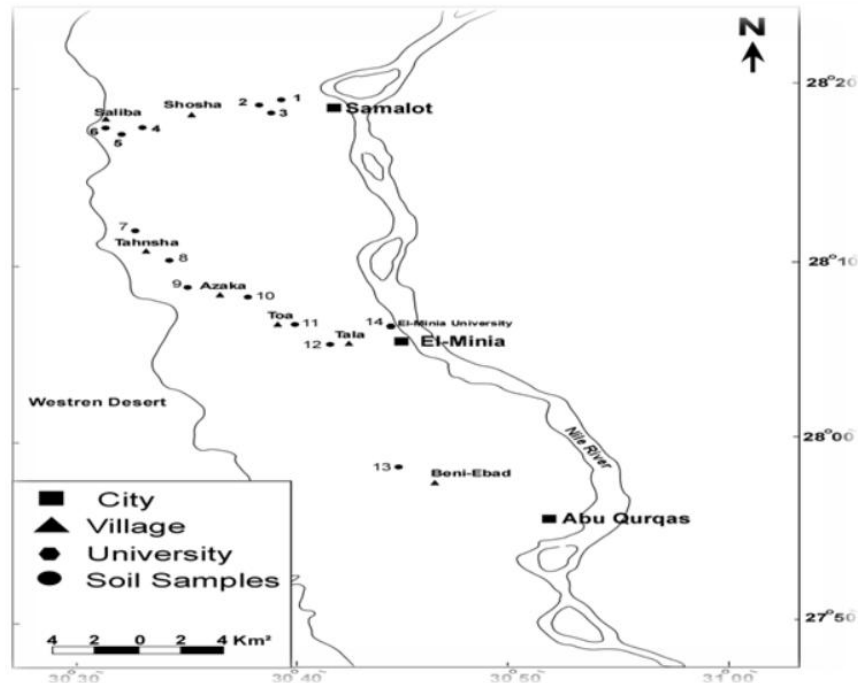 N
28°20'
1
2
3
Samalot
Shosha
Saliba
4
5
6
7
Tahnsha
8
28°10'
9
Azaka
10
Toa
11
14
El-Minia University
12
Tala
El-Minia
Westren Desert
Nile River
28°00'
13
Beni-Ebad
Abu Qurqas
City
Village
University
Soil Samples
4 2 0 2 4 Km²
27°50'
30°30' 30°40' 30°50' 31°00'